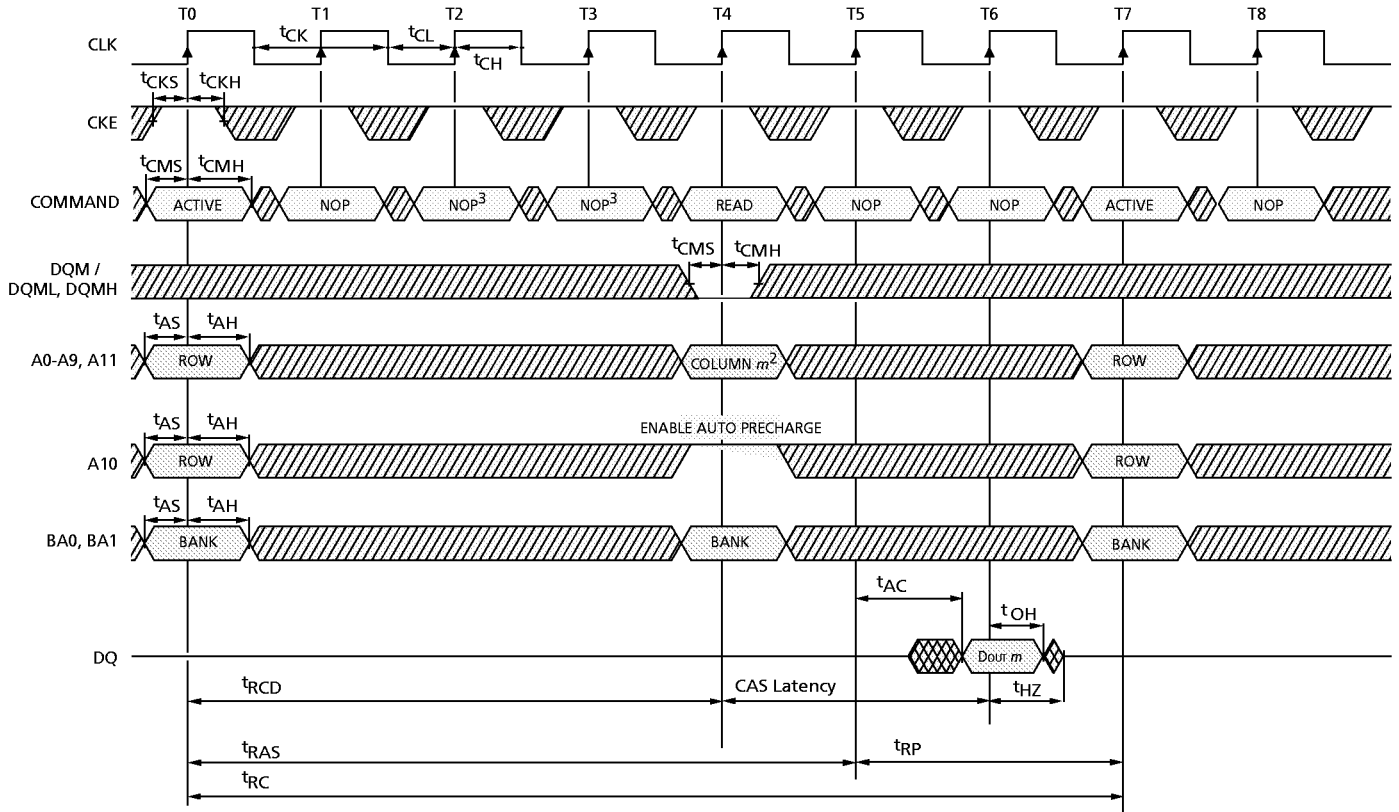 T0 T1 T2 T3 T4 T5 T6 T7 T8
CLK
tCK tCL
tCH
tCKS tCKH
CKE
tCMS tCMH
COMMAND
ACTIVE NOP NOP3 NOP3 READ NOP NOP ACTIVE NOP
tCMS tCMH
DQM /
DQML, DQMH
tAS tAH
A0-A9, A11
ROW COLUMN m2 ROW
tAS tAH
ENABLE AUTO PRECHARGE
A10
ROW ROW
tAS tAH
BA0, BA1
BANK BANK BANK
tAC
tOH
DQ
DOUT m
tRCD CAS Latency tHZ
tRAS tRP
tRC